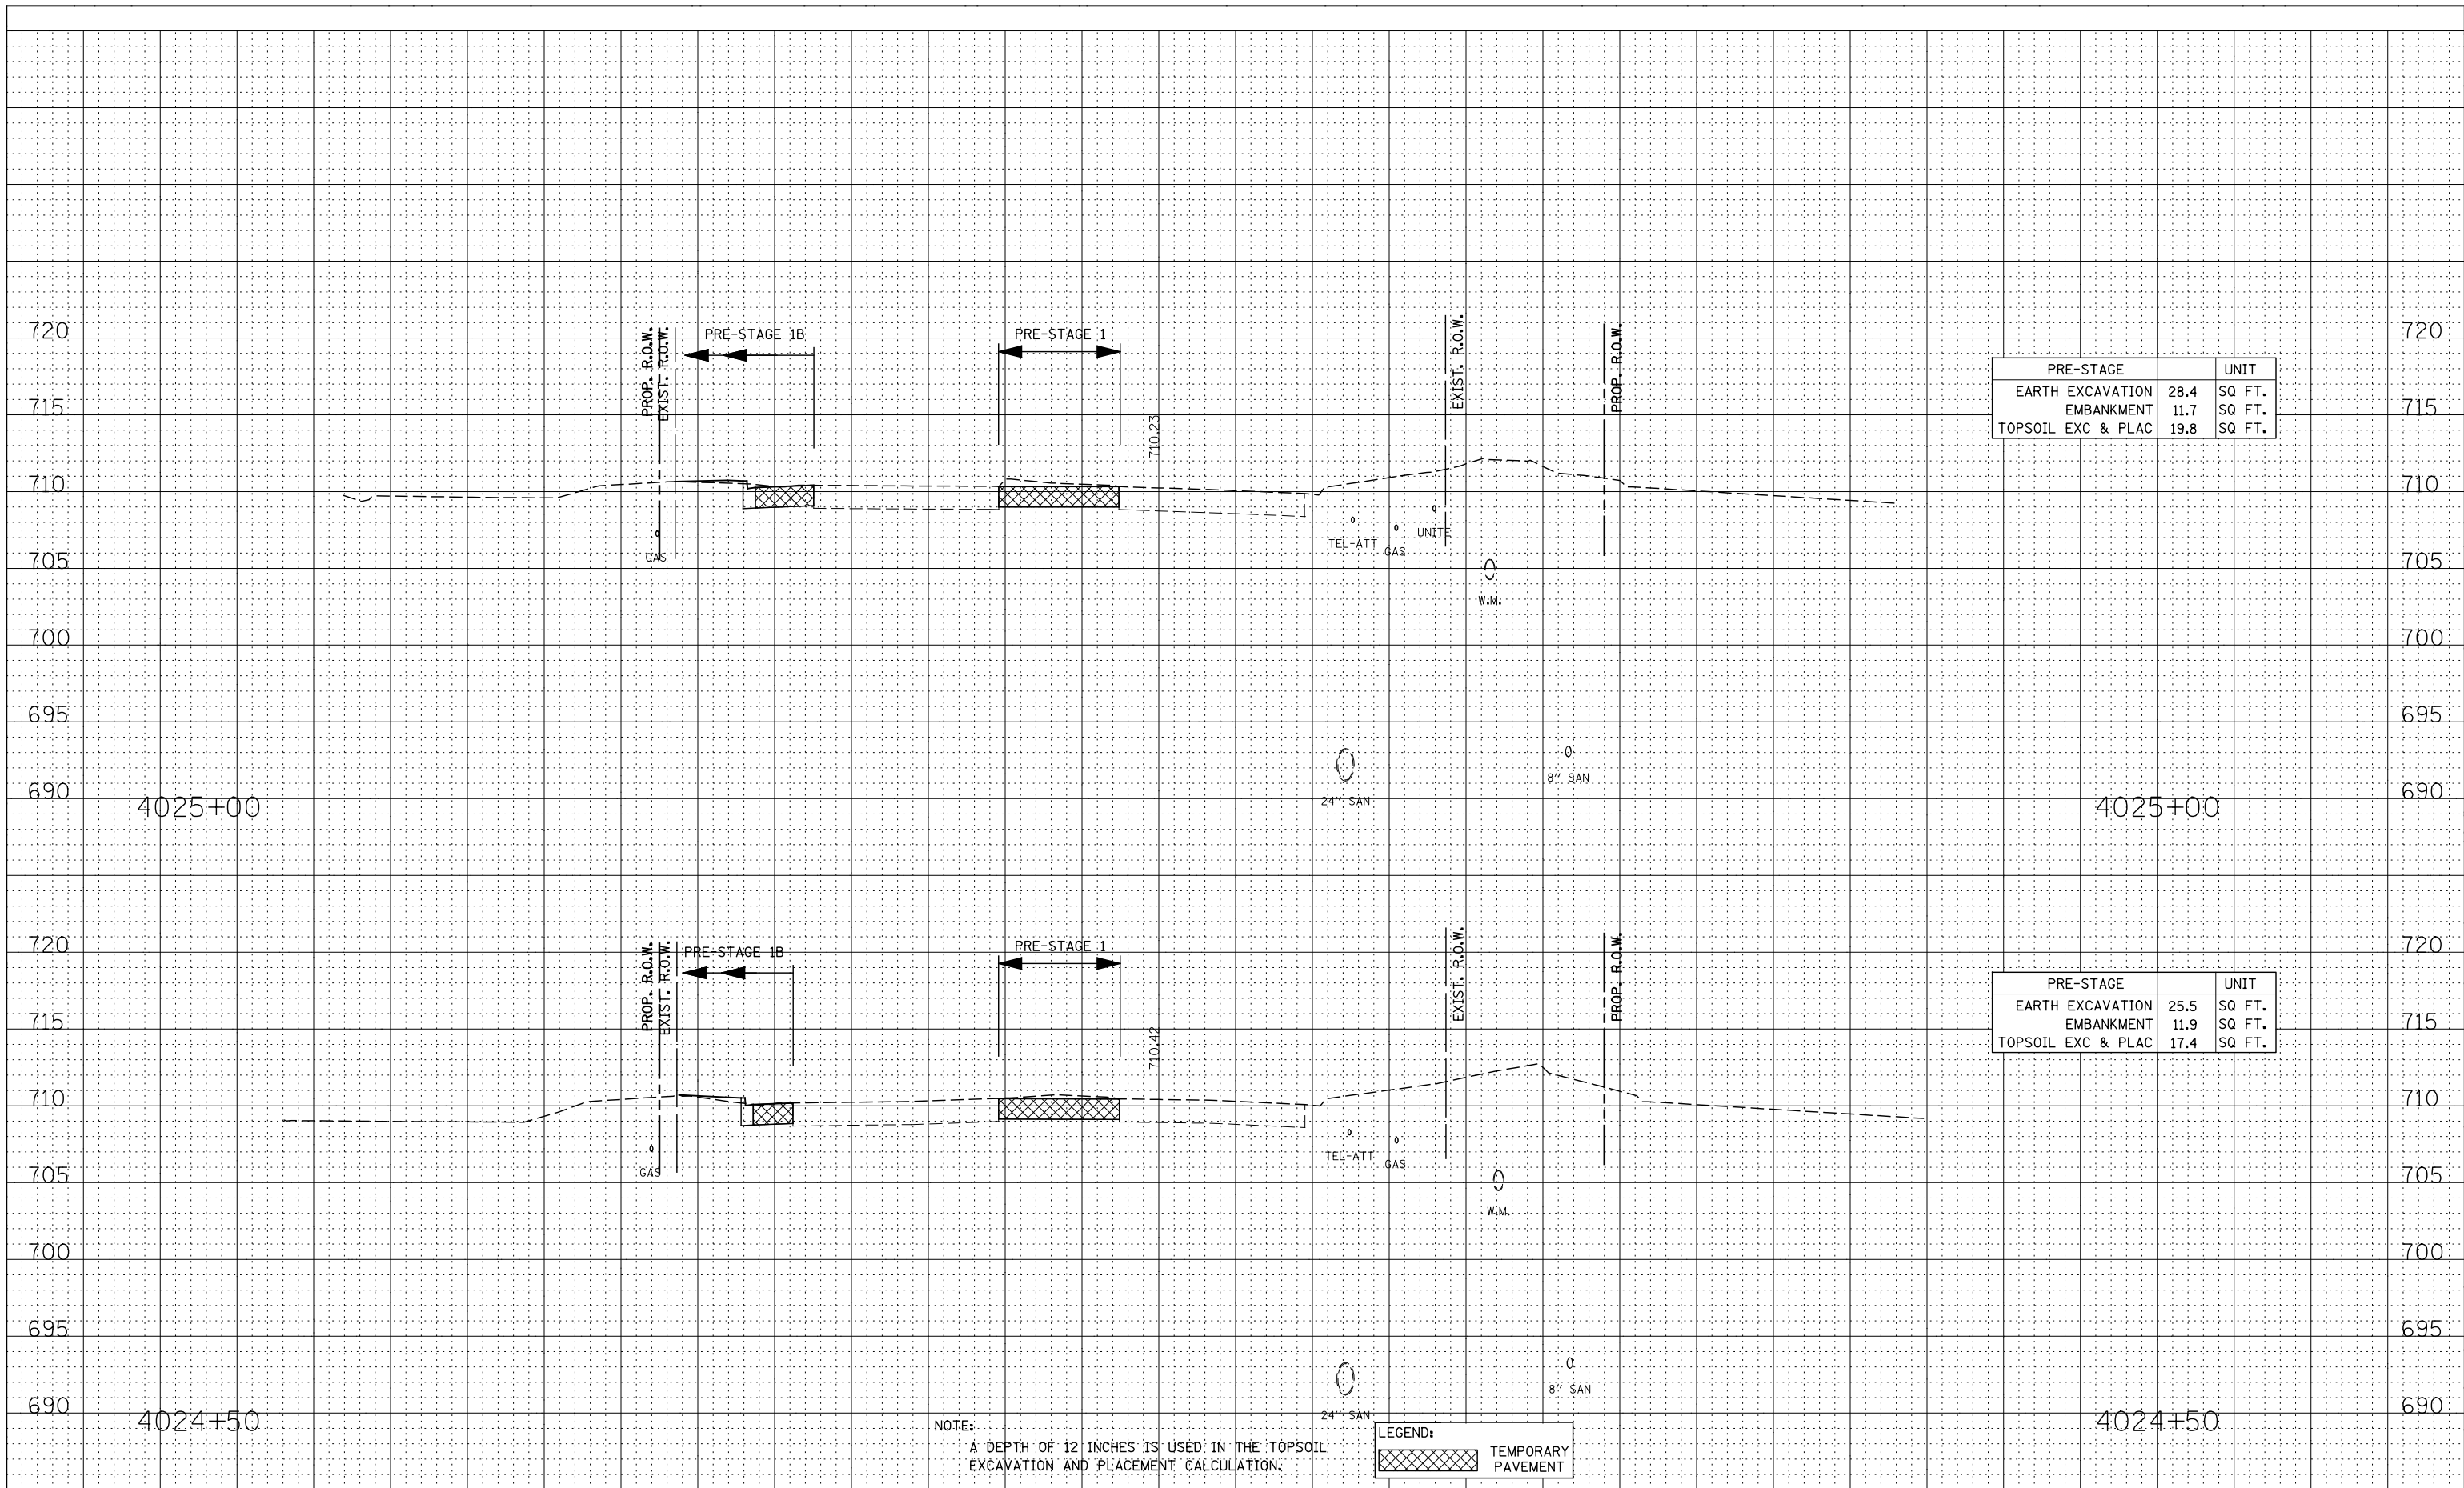 720
PROP. R.O.W.
EXIST. R.O.W.
PRE-STAGE 1B
PRE-STAGE 1
710.23
EXIST. R.O.W.
PROP. R.O.W.
720
PRE-STAGE UNIT
EARTH EXCAVATION 28.4 SQ FT.
EMBANKMENT 11.7 SQ FT.
TOPSOIL EXC & PLAC 19.8 SQ FT.
715
715
710
710
GAS
TEL-ATT
GAS
UNITE
705
705
W.M.
700
700
695
695
24" SAN
8" SAN
690
690
4025+00
4025+00
720
PROP. R.O.W.
EXIST. R.O.W.
PRE-STAGE 1B
PRE-STAGE 1
710.42
EXIST. R.O.W.
PROP. R.O.W.
720
PRE-STAGE UNIT
EARTH EXCAVATION 25.5 SQ FT.
EMBANKMENT 11.9 SQ FT.
TOPSOIL EXC & PLAC 17.4 SQ FT.
715
715
710
710
GAS
TEL-ATT
GAS
705
705
W.M.
700
700
695
695
24" SAN
8" SAN
690
690
4024+50
4024+50
NOTE:
A DEPTH OF 12 INCHES IS USED IN THE TOPSOIL
EXCAVATION AND PLACEMENT CALCULATION.
LEGEND:
TEMPORARY
PAVEMENT